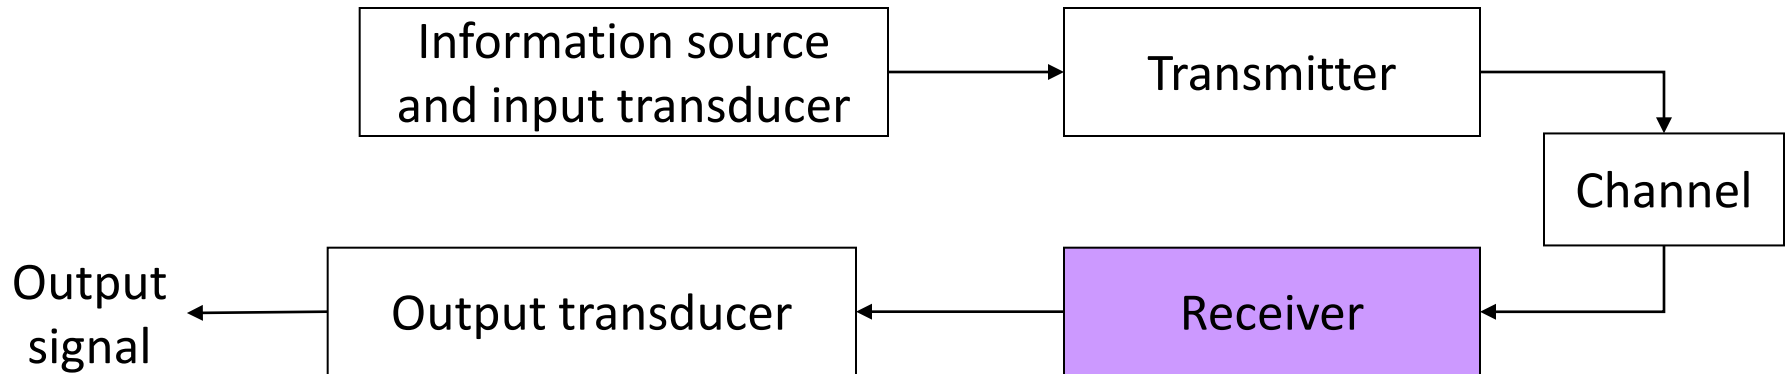 Information source
and input transducer
Transmitter
Channel
Receiver
Output transducer
Output
signal